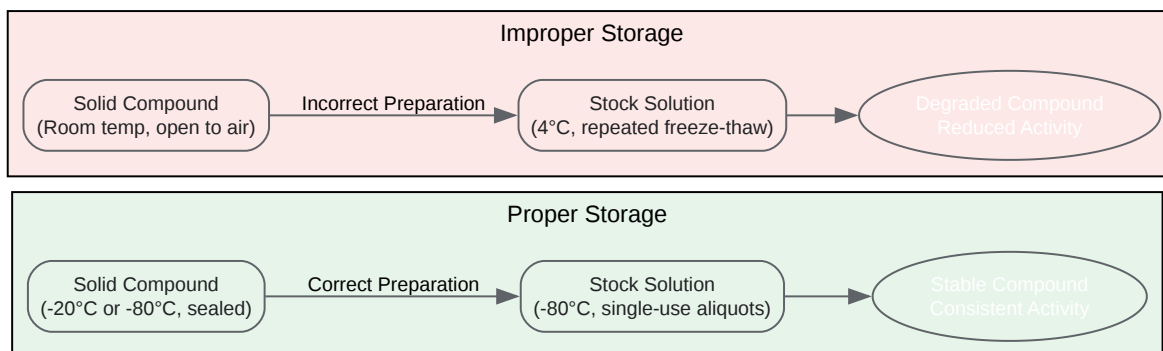 Improper Storage
Solid Compound
(Room temp, open to air)
Incorrect Preparation
Stock Solution
(4°C, repeated freeze-thaw)
Degraded Compound
Reduced Activity
Proper Storage
Solid Compound
(-20°C or -80°C, sealed)
Correct Preparation
Stock Solution
(-80°C, single-use aliquots)
Stable Compound
Consistent Activity